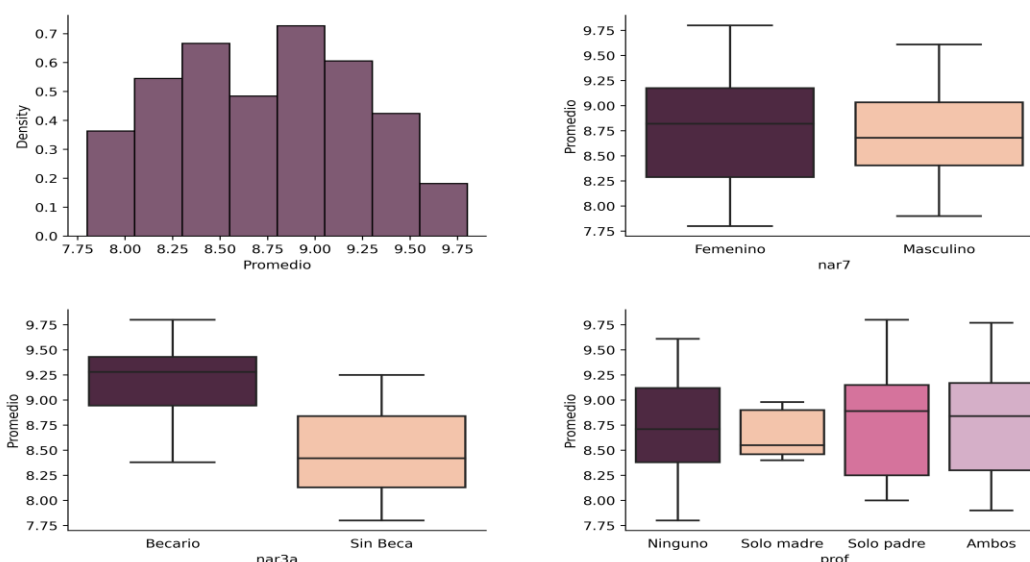 Density
0.7
0.6
0.5
0.4
0.3
0.2
0.1
0.0
7.75 8.00 8.25 8.50 8.75 9.00 9.25 9.50 9.75
Promedio
Promedio
9.75
9.50
9.25
9.00
8.75
8.50
8.25
8.00
7.75
Femenino Masculino
nar7
Promedio
9.75
9.50
9.25
9.00
8.75
8.50
8.25
8.00
7.75
Becario Sin Beca
nar3a
Promedio
9.75
9.50
9.25
9.00
8.75
8.50
8.25
8.00
7.75
Ninguno Solo madre Solo padre Ambos
prof